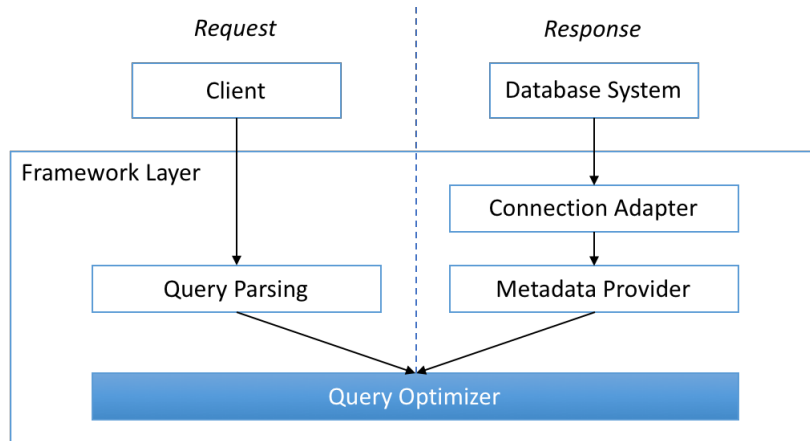 Request
Response
Client
Database System
Framework Layer
Connection Adapter
Query Parsing
Metadata Provider
Query Optimizer